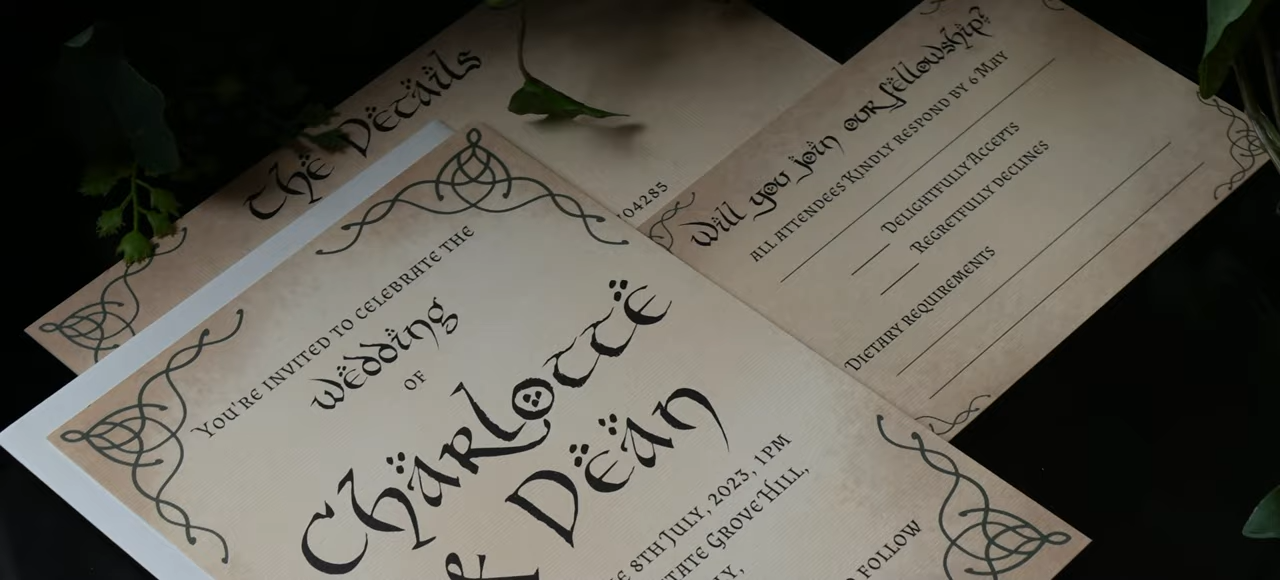 The Details
04285
Will you join our fellowship?
All attendees kindly respond by 6 May
Delightfully Accepts
Regretfully Declines
Dietary Requirements
You're invited to celebrate the
wedding
of
Charlotte
Dean
8th July, 2023, 1pm
Grove Hill,
follow